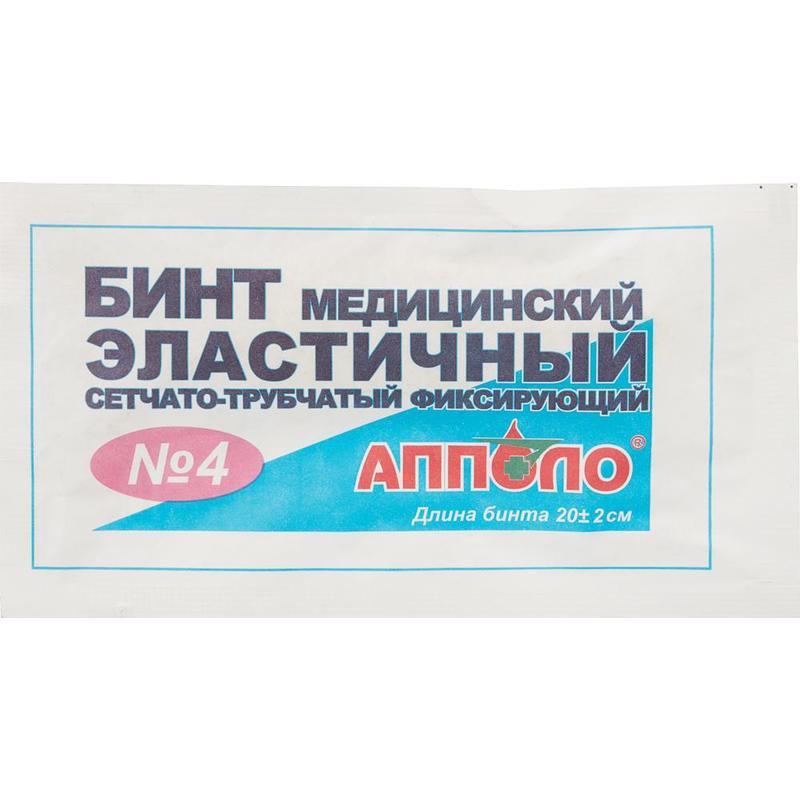 БИНТ МЕДИЦИНСКИЙ
ЭЛАСТИЧНЫЙ
СЕТЧАТО-ТРУБЧАТЫЙ ФИКСИРУЮЩИЙ
№4
АППОЛО®
Длина бинта 20±2см